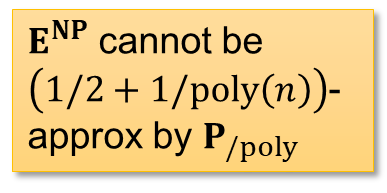 E^NP cannot be
(1/2 + 1/poly(n))-
approx by P_/poly